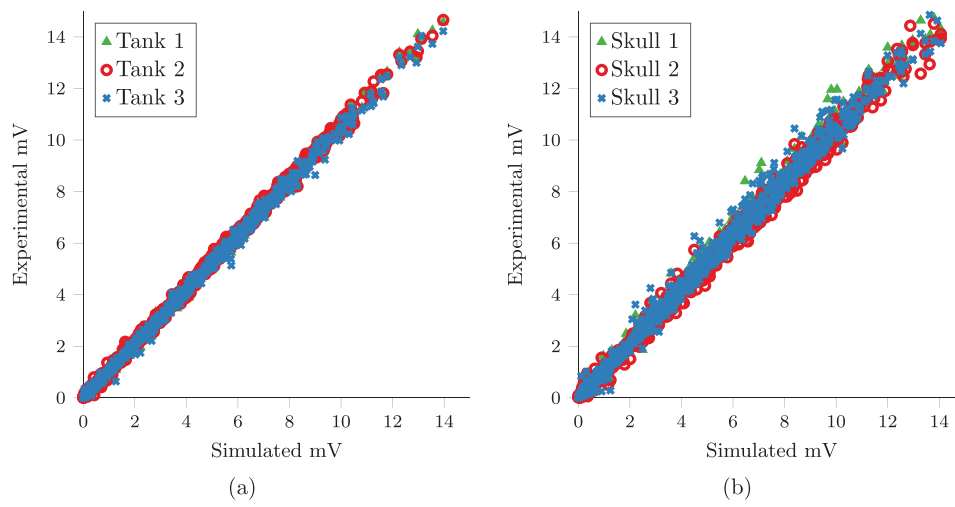 14
12
10
8
6
4
2
0
Experimental mV
Tank 1
Tank 2
Tank 3
0 2 4 6 8 10 12 14
Simulated mV
(a)
14
12
10
8
6
4
2
0
Experimental mV
Skull 1
Skull 2
Skull 3
0 2 4 6 8 10 12 14
Simulated mV
(b)